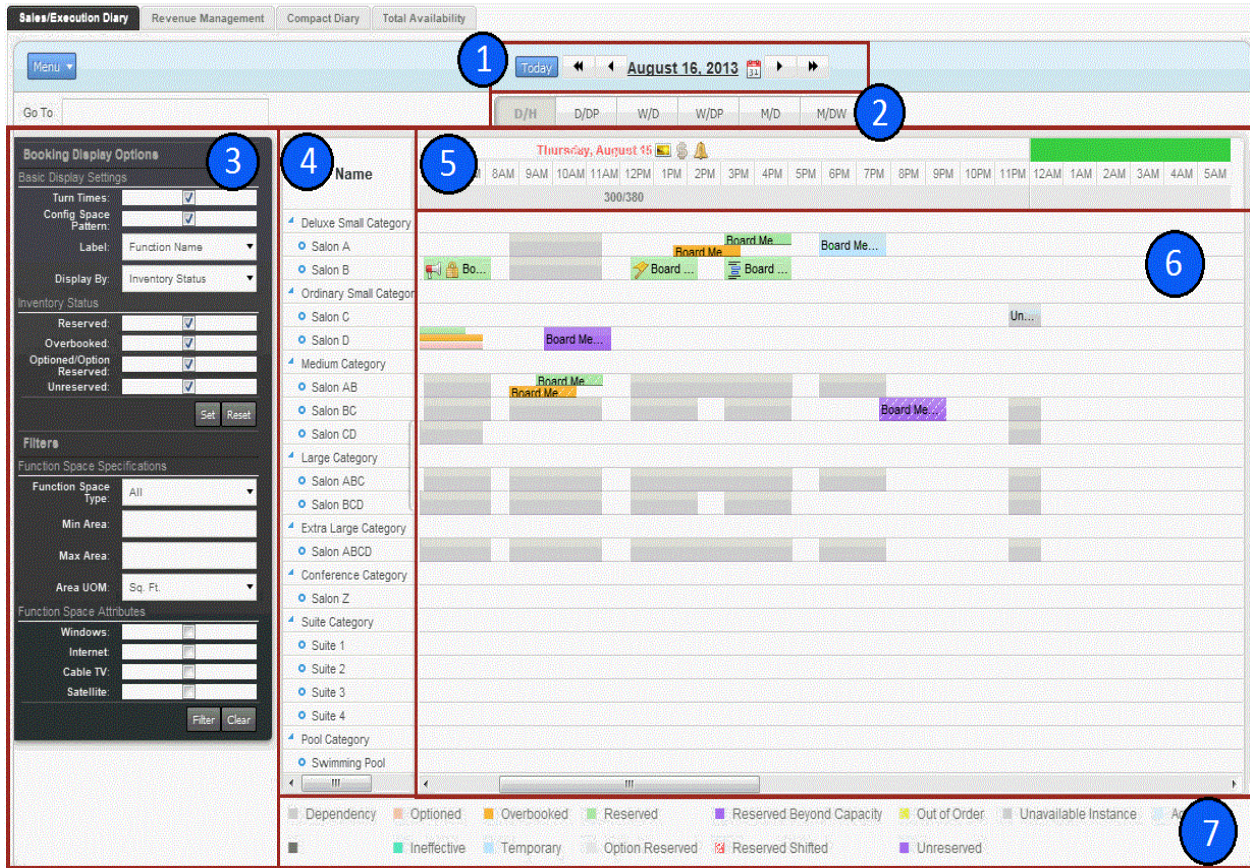 Sales/Execution Diary Revenue Management Compact Diary Total Availability
Menu
1
Today August 16, 2013 31
Go To
D/H D/DP W/D W/DP M/D M/DW
2
Booking Display Options
3
Basic Display Settings
Turn Times:
Config Space Pattern:
Label: Function Name
Display By: Inventory Status
Inventory Status
Reserved:
Overbooked:
Optioned/Option Reserved:
Unreserved:
Set Reset
Filters
Function Space Specifications
Function Space Type: All
Min Area:
Max Area:
Area UOM: Sq. Ft.
Function Space Attributes
Windows:
Internet:
Cable TV:
Satellite:
Filter Clear
4
Name
5
Thursday, August 15
8AM 9AM 10AM 11AM 12PM 1PM 2PM 3PM 4PM 5PM 6PM 7PM 8PM 9PM 10PM 11PM 12AM 1AM 2AM 3AM 4AM 5AM
300/380
6
Deluxe Small Category
Salon A Board Me... Board Me... Board Me...
Salon B Bo... Board ... Board ...
Ordinary Small Categor
Salon C Un...
Salon D Board Me...
Medium Category
Salon AB Board Me... Board Me...
Salon BC Board Me...
Salon CD
Large Category
Salon ABC
Salon BCD
Extra Large Category
Salon ABCD
Conference Category
Salon Z
Suite Category
Suite 1
Suite 2
Suite 3
Suite 4
Pool Category
Swimming Pool
Dependency Optioned Overbooked Reserved Reserved Beyond Capacity Out of Order Unavailable Instance
Ineffective Temporary Option Reserved Reserved Shifted Unreserved
7